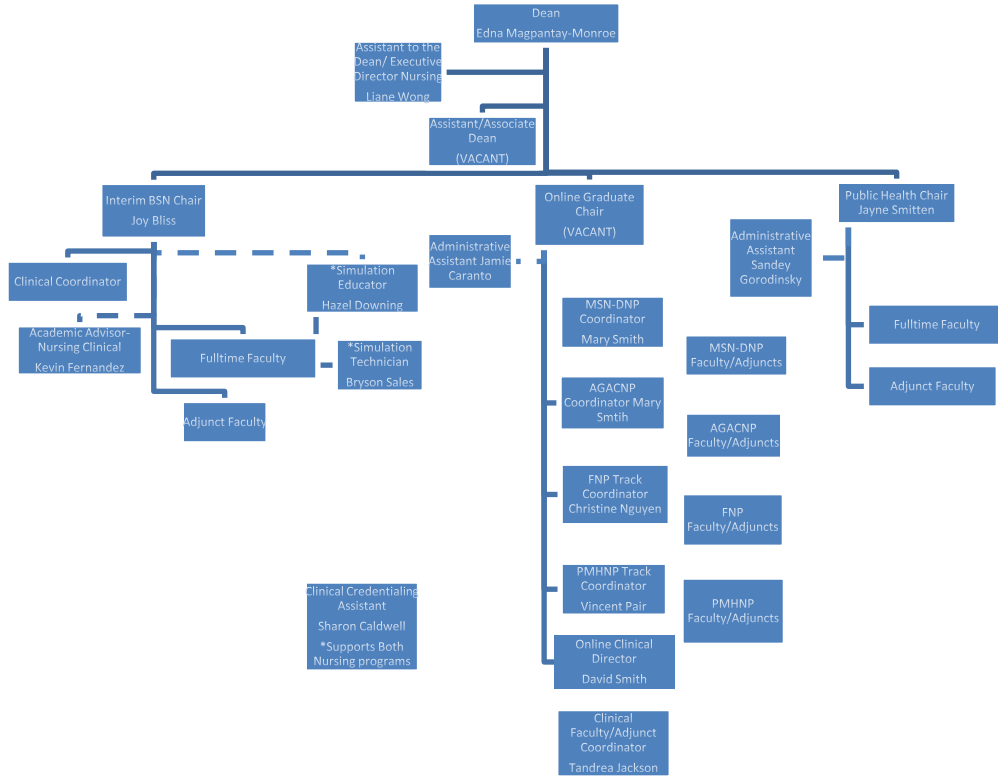 Dean
Edna Magpantay-Monroe
Assistant to the
Dean/ Executive
Director Nursing
Liane Wong
Assistant/Associate
Dean
(VACANT)
Interim BSN Chair
Joy Bliss
Online Graduate
Chair
(VACANT)
Public Health Chair
Jayne Smitten
Clinical Coordinator
*Simulation
Educator
Hazel Downing
Academic Advisor-
Nursing Clinical
Kevin Fernandez
Fulltime Faculty
*Simulation
Technician
Bryson Sales
Adjunct Faculty
Administrative
Assistant Jamie
Caranto
MSN-DNP
Coordinator
Mary Smith
MSN-DNP
Faculty/Adjuncts
AGACNP
Coordinator Mary
Smtih
AGACNP
Faculty/Adjuncts
FNP Track
Coordinator
Christine Nguyen
FNP
Faculty/Adjuncts
PMHNP Track
Coordinator
Vincent Pair
PMHNP
Faculty/Adjuncts
Online Clinical
Director
David Smith
Clinical
Faculty/Adjunct
Coordinator
Tandrea Jackson
Administrative
Assistant
Sandey
Gorodinsky
Fulltime Faculty
Adjunct Faculty
Clinical Credentialing
Assistant
Sharon Caldwell
*Supports Both
Nursing programs